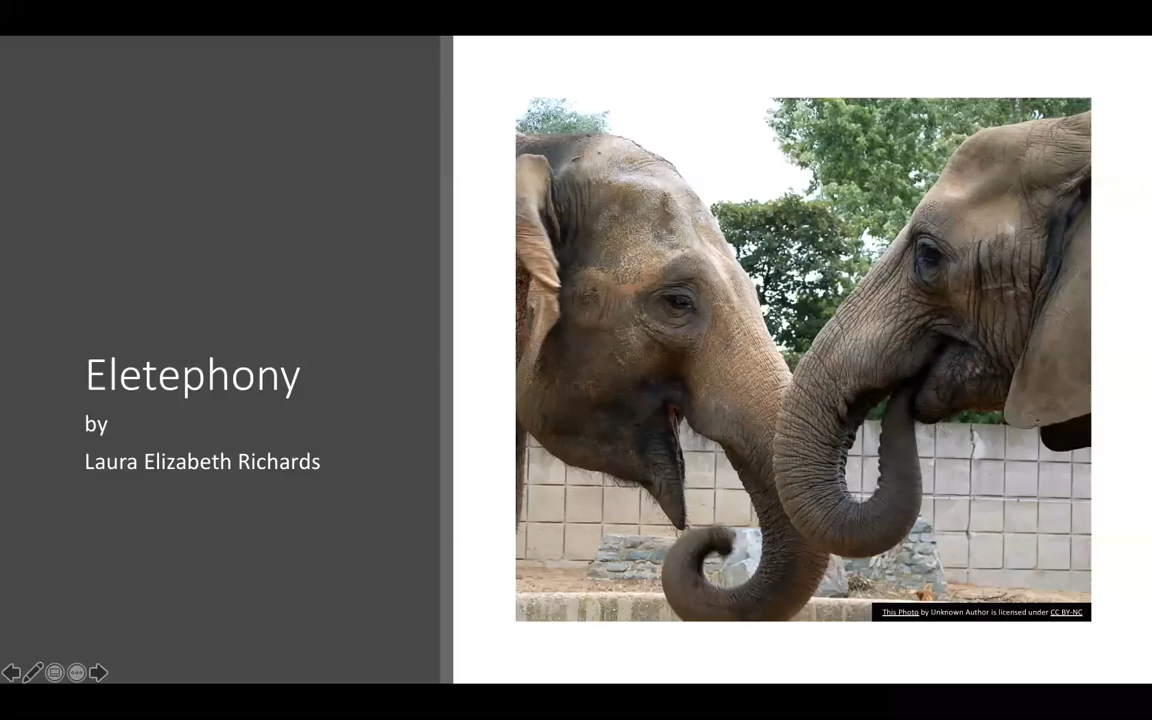 Eletephony
by
Laura Elizabeth Richards
This Photo by Unknown Author is licensed under CC BY-NC